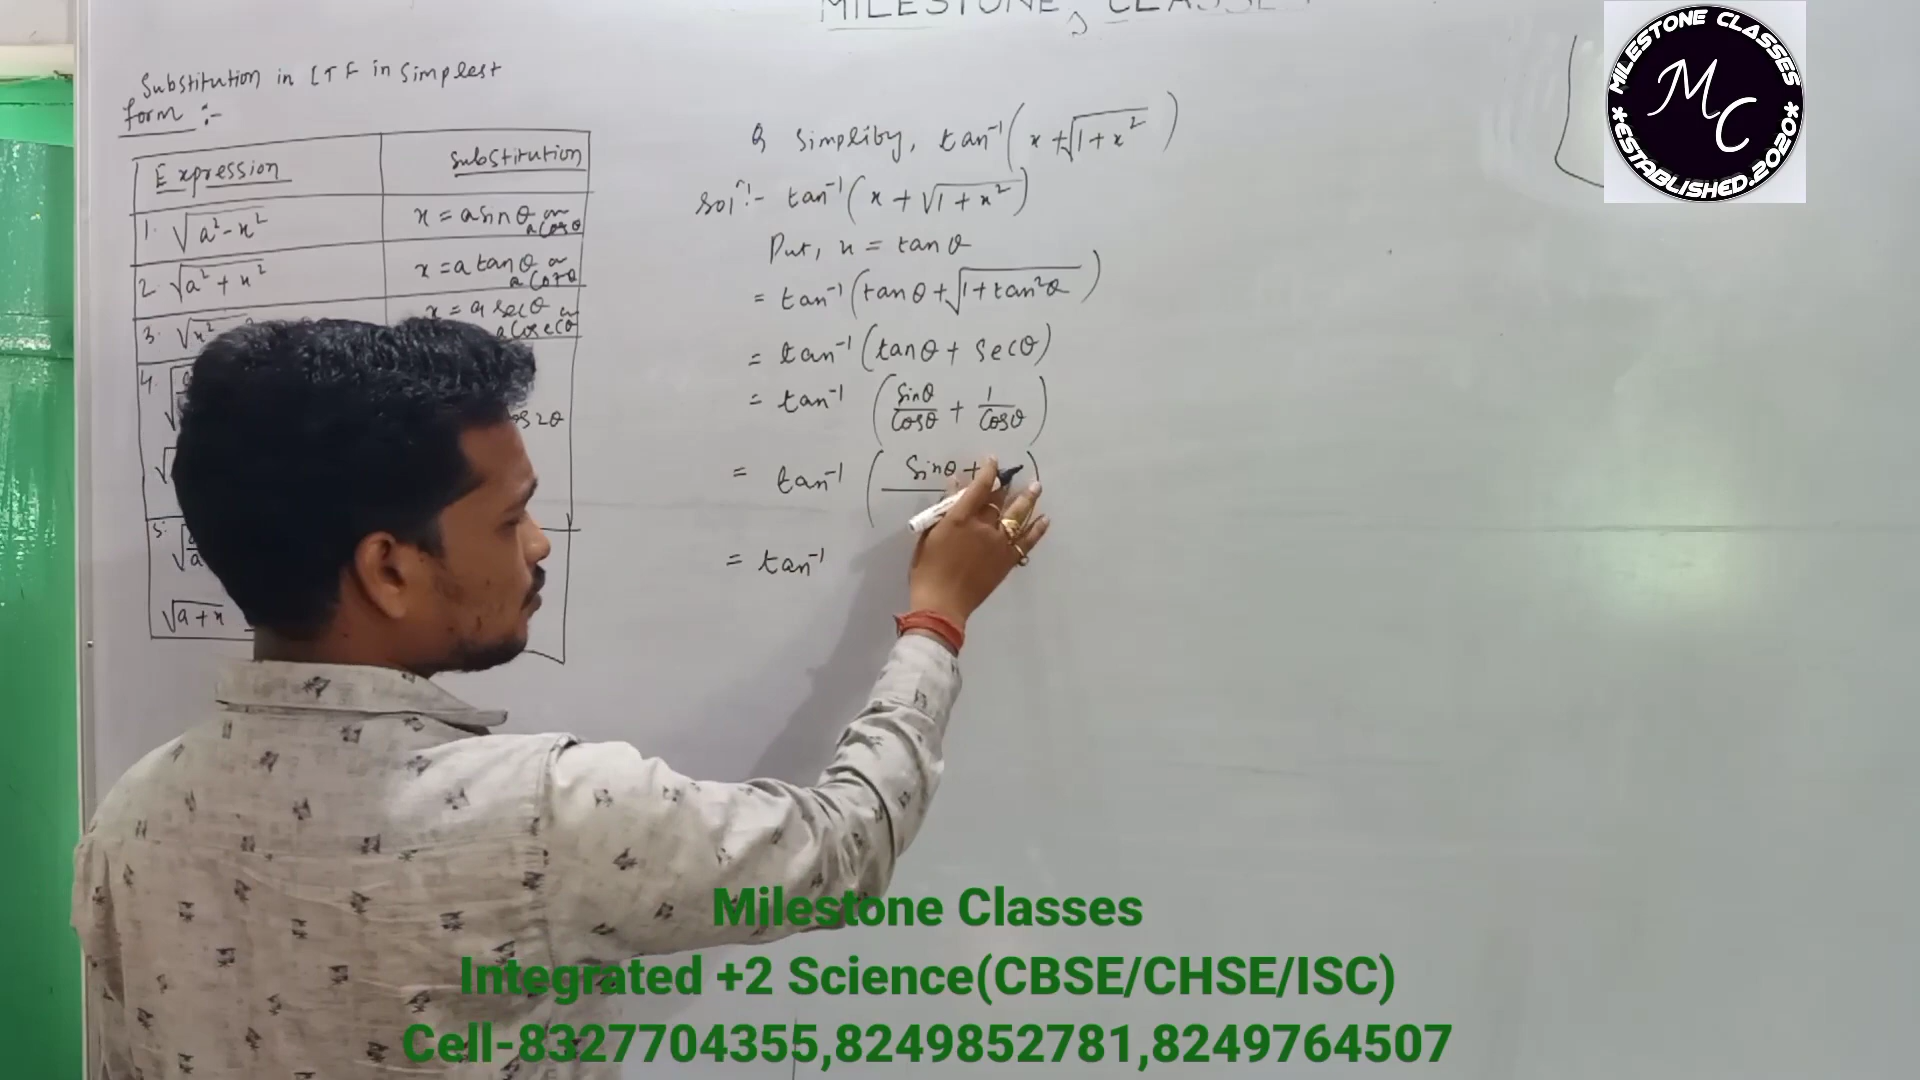 MILESTONE CLASSES
Substitution in ITF in Simplest
form :-
Expression Substitution
1. √a²-x² x = a sinθ or a cosθ
2. √a²+x² x = a tanθ or a cotθ
3. √x² x = a secθ or a cosecθ
4.
cos2θ
5.
√a+x
Q Simpliby, tan⁻¹(x+√1+x²)
Solⁿ:- tan⁻¹(x+√1+x²)
Put, x = tanθ
= tan⁻¹(tanθ+√1+tan²θ)
= tan⁻¹(tanθ+secθ)
= tan⁻¹(sinθ/cosθ + 1/cosθ)
= tan⁻¹(sinθ+
= tan⁻¹
MILESTONE CLASSES
MC
*ESTABLISHED.2020*
Milestone Classes
Integrated +2 Science(CBSE/CHSE/ISC)
Cell-8327704355,8249852781,8249764507